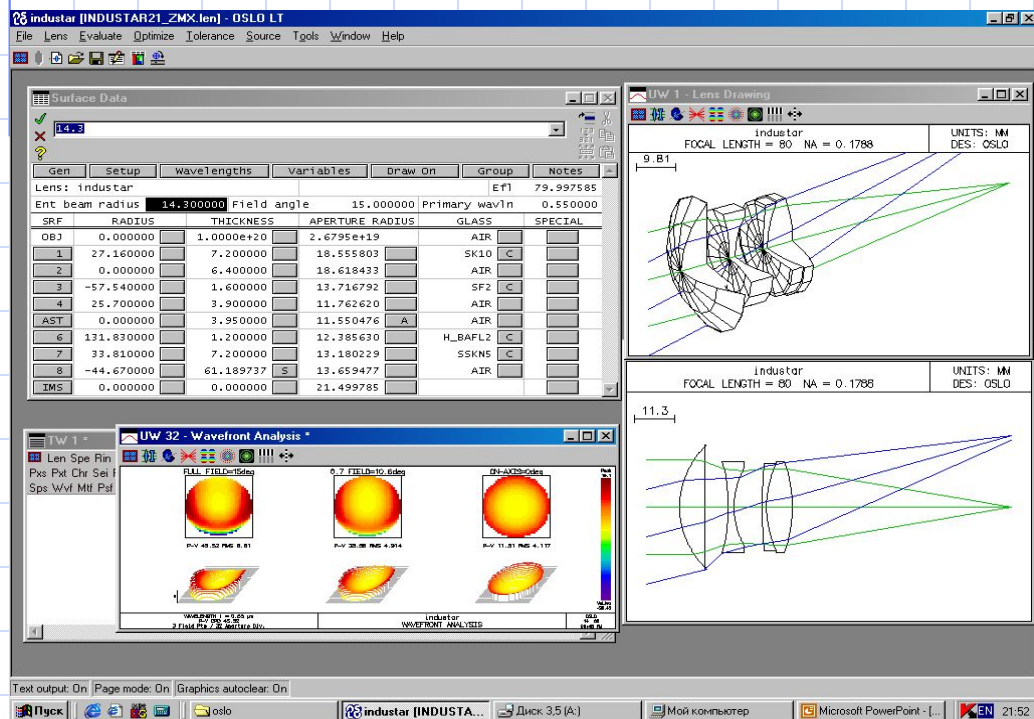 industar [INDUSTAR21_ZMX.len] - OSLO LT
File Lens Evaluate Optimize Tolerance Source Tools Window Help
Surface Data
14.3
Gen Setup Wavelengths Variables Draw On Group Notes
Lens: industar Efl 79.997585
Ent beam radius 14.300000 Field angle 15.000000 Primary wavln 0.550000
SRF RADIUS THICKNESS APERTURE RADIUS GLASS SPECIAL
OBJ 0.000000 1.0000e+20 2.6795e+19 AIR
1 27.160000 7.200000 18.555803 SK10 C
2 0.000000 6.400000 18.618433 AIR
3 -57.540000 1.600000 13.716792 SF2 C
4 25.700000 3.900000 11.762620 AIR
AST 0.000000 3.950000 11.550476 A AIR
6 131.830000 1.200000 12.385630 H_BAFL2 C
7 33.810000 7.200000 13.180229 SSKN5 C
8 -44.670000 61.189737 S 13.659477 AIR
IMS 0.000000 0.000000 21.499785
UW 1 - Lens Drawing
industar
FOCAL LENGTH = 80 NA = 0.1788
UNITS: MM
DES: OSLO
9.81
industar
FOCAL LENGTH = 80 NA = 0.1788
UNITS: MM
DES: OSLO
11.3
TW 1 *
Len Spe Rin
Pxs Pxt Chr Sei
Sps Wvf Mtf Psf
UW 32 - Wavefront Analysis *
FULL FIELD=15deg 0.7 FIELD=10.6deg ON-AXIS=0deg
industar
WAVEFRONT ANALYSIS
Text output: On Page mode: On Graphics autoclear: On
Пуск oslo industar [INDUSTA... Диск 3,5 (A:) Мой компьютер Microsoft PowerPoint - [... EN 21:52